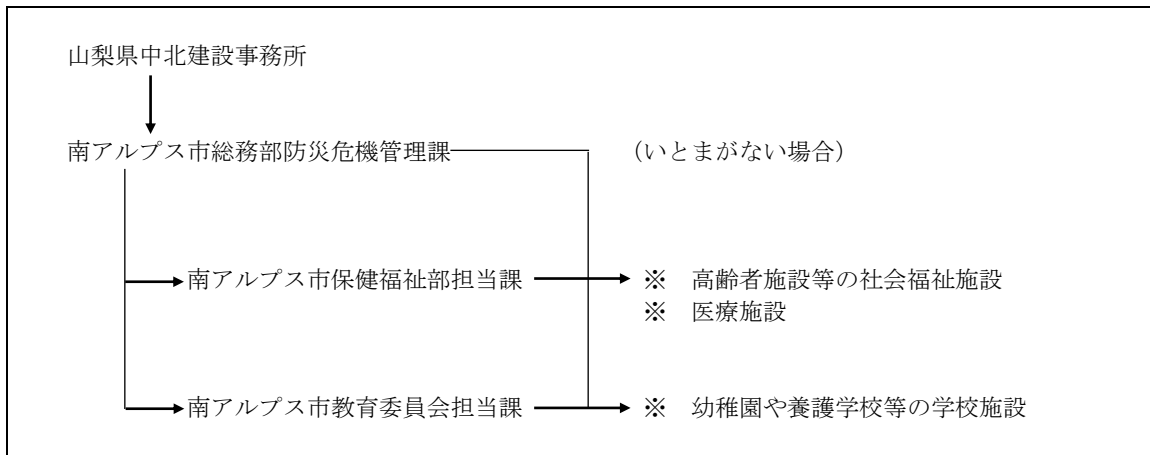 山梨県中北建設事務所
南アルプス市総務部防災危機管理課 （いとまがない場合）
南アルプス市保健福祉部担当課 ※ 高齢者施設等の社会福祉施設
※ 医療施設
南アルプス市教育委員会担当課 ※ 幼稚園や養護学校等の学校施設